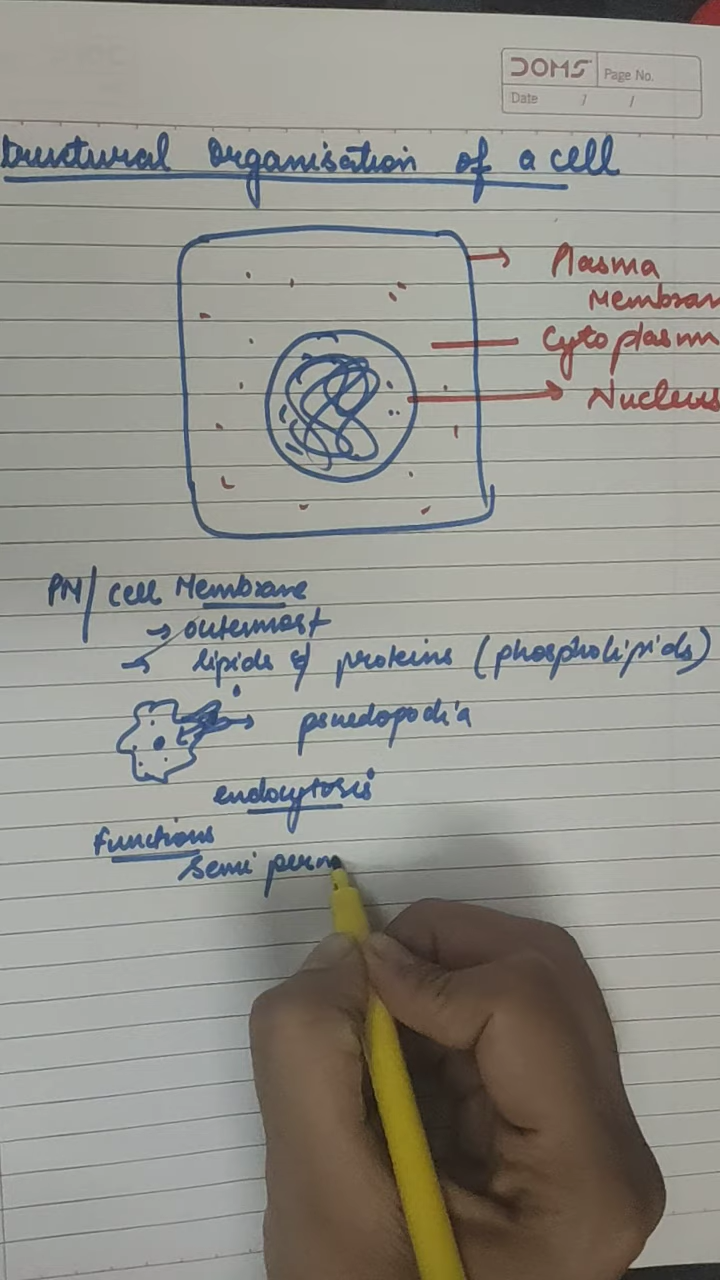 DOMS Page No.
Date / /
tructural organisation of a cell
Plasma
Membran
Cytoplasm
Nucleus
PM/ cell Membrane
→ outermost
→ lipids & proteins (phospholipids)
→ psuedopodia
endocytosis
functions
semi perm